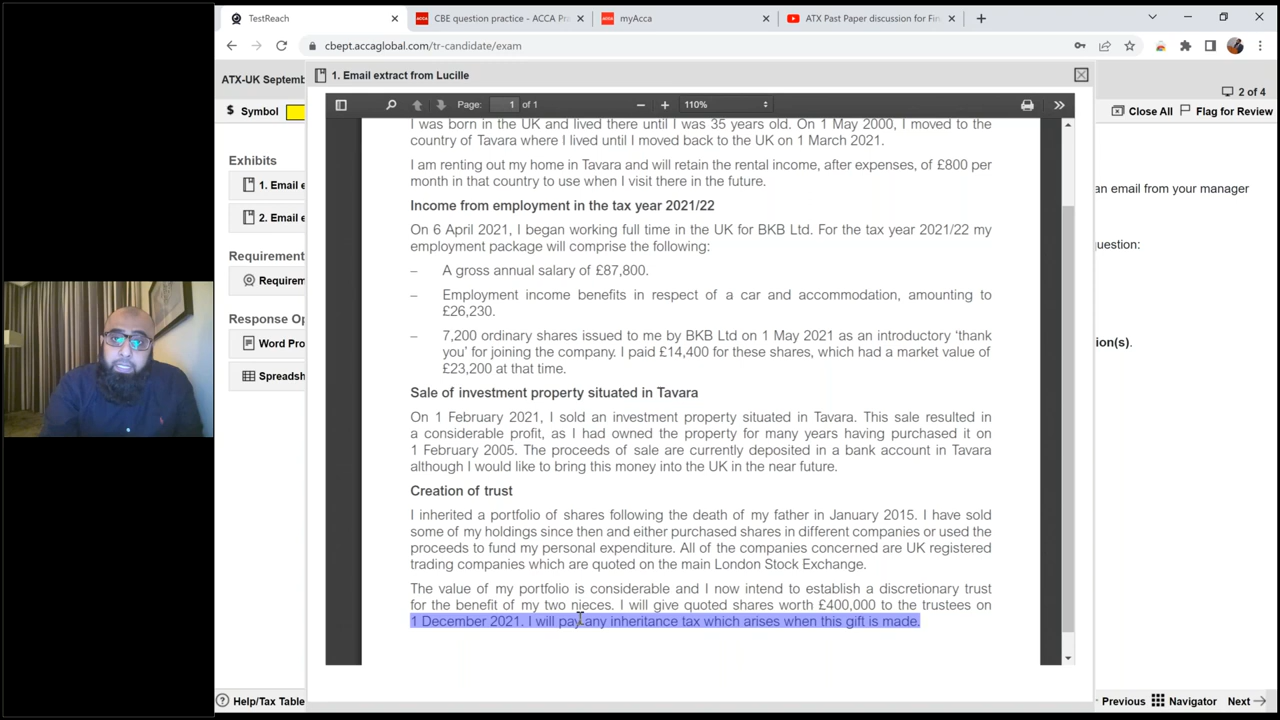 TestReach
CBE question practice - ACCA Pr
myAcca
ATX Past Paper discussion for Fin
cbept.accaglobal.com/tr-candidate/exam
ATX-UK Septemb
1. Email extract from Lucille
2 of 4
$ Symbol
Page: 1 of 1
110%
Close All
Flag for Review
I was born in the UK and lived there until I was 35 years old. On 1 May 2000, I moved to the
country of Tavara where I lived until I moved back to the UK on 1 March 2021.
I am renting out my home in Tavara and will retain the rental income, after expenses, of £800 per
month in that country to use when I visit there in the future.
Income from employment in the tax year 2021/22
On 6 April 2021, I began working full time in the UK for BKB Ltd. For the tax year 2021/22 my
employment package will comprise the following:
– A gross annual salary of £87,800.
– Employment income benefits in respect of a car and accommodation, amounting to
£26,230.
– 7,200 ordinary shares issued to me by BKB Ltd on 1 May 2021 as an introductory ‘thank
you’ for joining the company. I paid £14,400 for these shares, which had a market value of
£23,200 at that time.
Sale of investment property situated in Tavara
On 1 February 2021, I sold an investment property situated in Tavara. This sale resulted in
a considerable profit, as I had owned the property for many years having purchased it on
1 February 2005. The proceeds of sale are currently deposited in a bank account in Tavara
although I would like to bring this money into the UK in the near future.
Creation of trust
I inherited a portfolio of shares following the death of my father in January 2015. I have sold
some of my holdings since then and either purchased shares in different companies or used the
proceeds to fund my personal expenditure. All of the companies concerned are UK registered
trading companies which are quoted on the main London Stock Exchange.
The value of my portfolio is considerable and I now intend to establish a discretionary trust
for the benefit of my two nieces. I will give quoted shares worth £400,000 to the trustees on
1 December 2021. I will pay any inheritance tax which arises when this gift is made.
Exhibits
1. Email e
2. Email e
Requirement
Requirem
Response Op
Word Pro
Spreadsh
an email from your manager
question:
ion(s).
Help/Tax Table
Previous
Navigator
Next